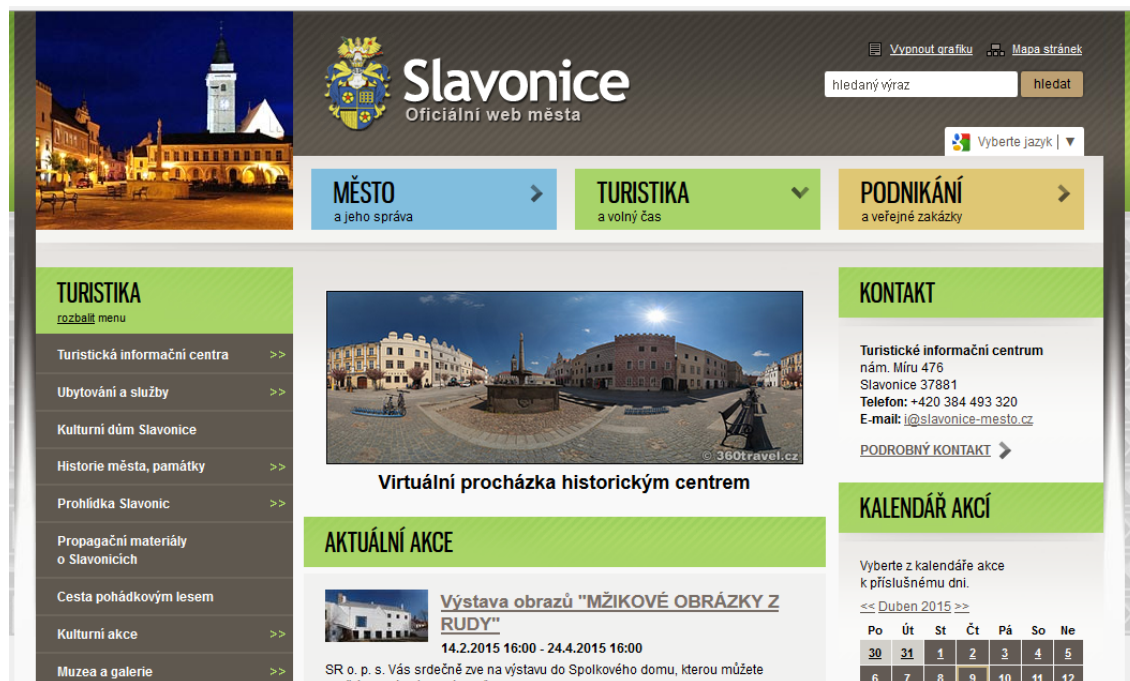 Slavonice
Oficiální web města
Vypnout grafiku
Mapa stránek
hledaný výraz
hledat
Vyberte jazyk
MĚSTO
a jeho správa
TURISTIKA
a volný čas
PODNIKÁNÍ
a veřejné zakázky
TURISTIKA
rozbalit menu
Turistická informační centra >>
Ubytování a služby >>
Kulturní dům Slavonice
Historie města, památky >>
Prohlídka Slavonic >>
Propagační materiály
o Slavonicích
Cesta pohádkovým lesem
Kulturní akce >>
Muzea a galerie >>
© 360travel.cz
Virtuální procházka historickým centrem
AKTUÁLNÍ AKCE
Výstava obrazů "MŽIKOVÉ OBRÁZKY Z
RUDY"
14.2.2015 16:00 - 24.4.2015 16:00
SR o. p. s. Vás srdečně zve na výstavu do Spolkového domu, kterou můžete
KONTAKT
Turistické informační centrum
nám. Míru 476
Slavonice 37881
Telefon: +420 384 493 320
E-mail: i@slavonice-mesto.cz
PODROBNÝ KONTAKT
KALENDÁŘ AKCÍ
Vyberte z kalendáře akce
k příslušnému dni.
<< Duben 2015 >>
Po Út St Čt Pá So Ne
30 31 1 2 3 4 5
6 7 8 9 10 11 12